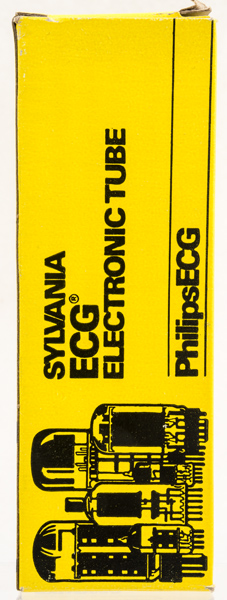 SYLVANIA
ECG®
ELECTRONIC TUBE
PhilipsECG